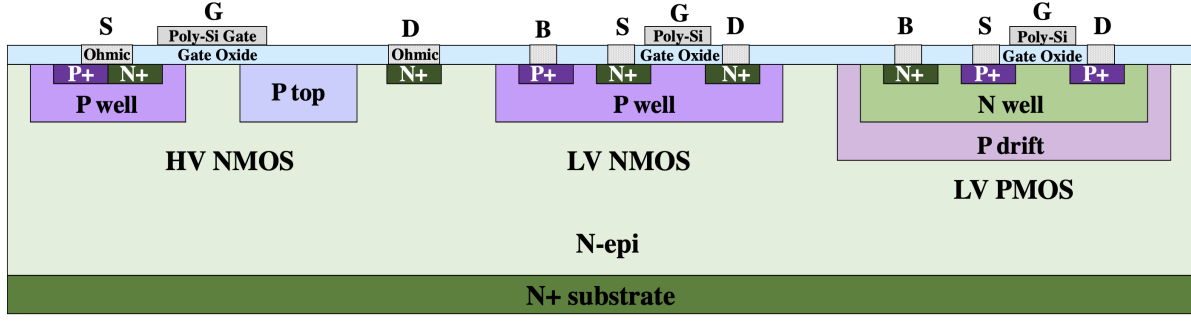 S G D B S G D B S G D
Poly-Si Gate Poly-Si Poly-Si
Ohmic Gate Oxide Ohmic Gate Oxide Gate Oxide
P+ N+ N+ P+ N+ N+ N+ P+ P+
P well P top P well N well
P drift
HV NMOS LV NMOS LV PMOS
N-epi
N+ substrate